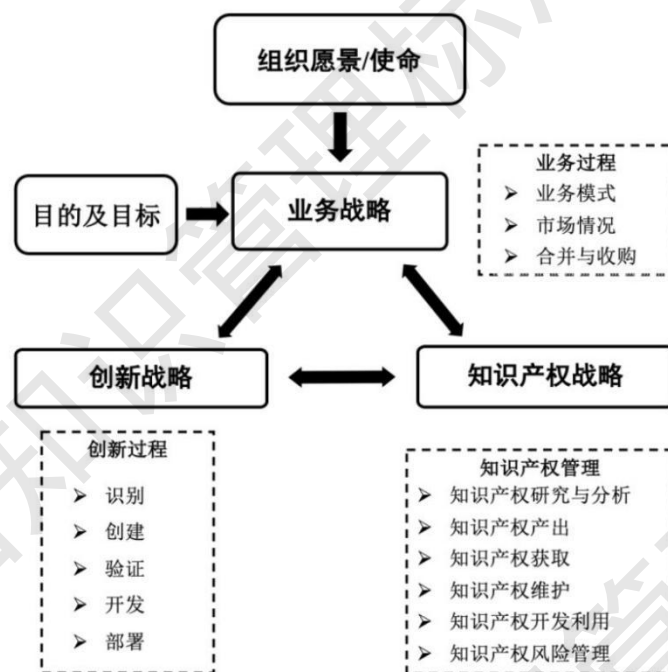 组织愿景/使命
业务过程
业务模式
市场情况
合并与收购
目的及目标
业务战略
创新战略
知识产权战略
创新过程
识别
创建
验证
开发
部署
知识产权管理
知识产权研究与分析
知识产权产出
知识产权获取
知识产权维护
知识产权开发利用
知识产权风险管理